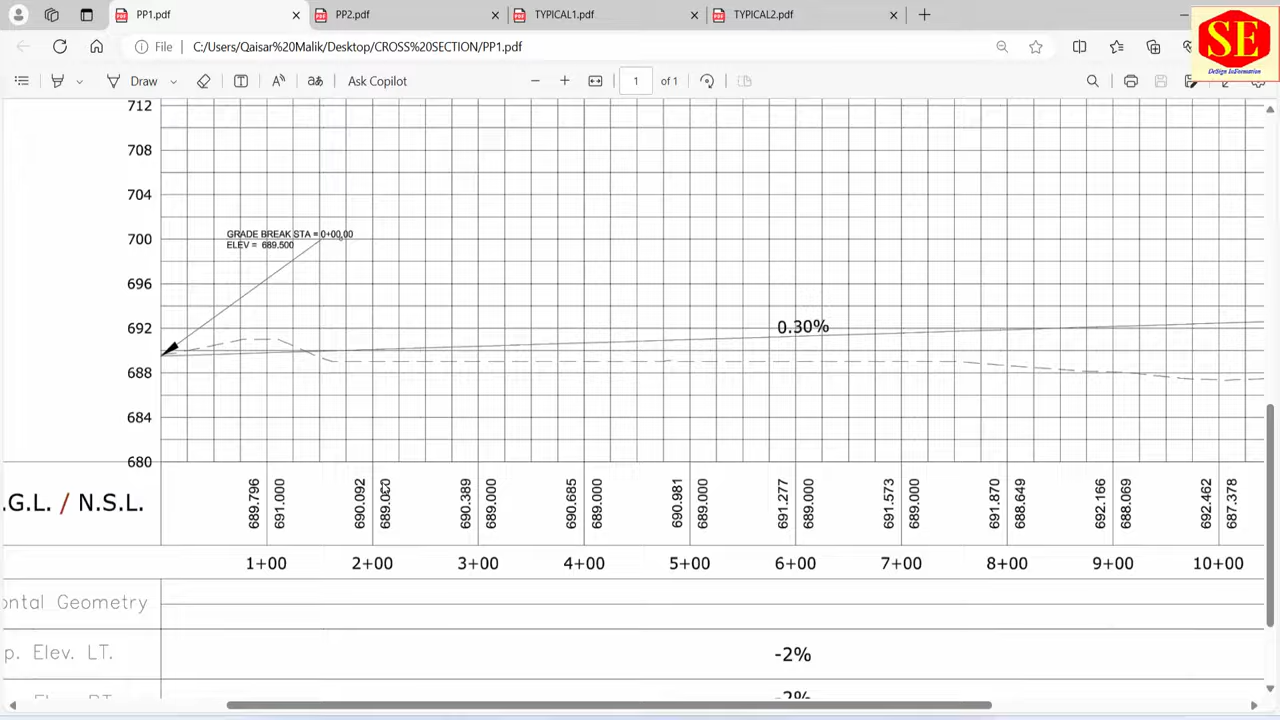 PP1.pdf
PP2.pdf
TYPICAL1.pdf
TYPICAL2.pdf
File
C:/Users/Qaisar%20Malik/Desktop/CROSS%20SECTION/PP1.pdf
SE
Design InFormation
Draw
Ask Copilot
1
of 1
712
708
704
700
696
692
688
684
680
GRADE BREAK STA = 0+00.00
ELEV = 689.500
0.30%
.G.L. / N.S.L.
689.796
691.000
690.092
690.389
689.000
690.685
689.000
690.981
689.000
691.277
689.000
691.573
689.000
691.870
688.649
692.166
688.069
692.462
687.378
1+00
2+00
3+00
4+00
5+00
6+00
7+00
8+00
9+00
10+00
ontal Geometry
p. Elev. LT.
-2%